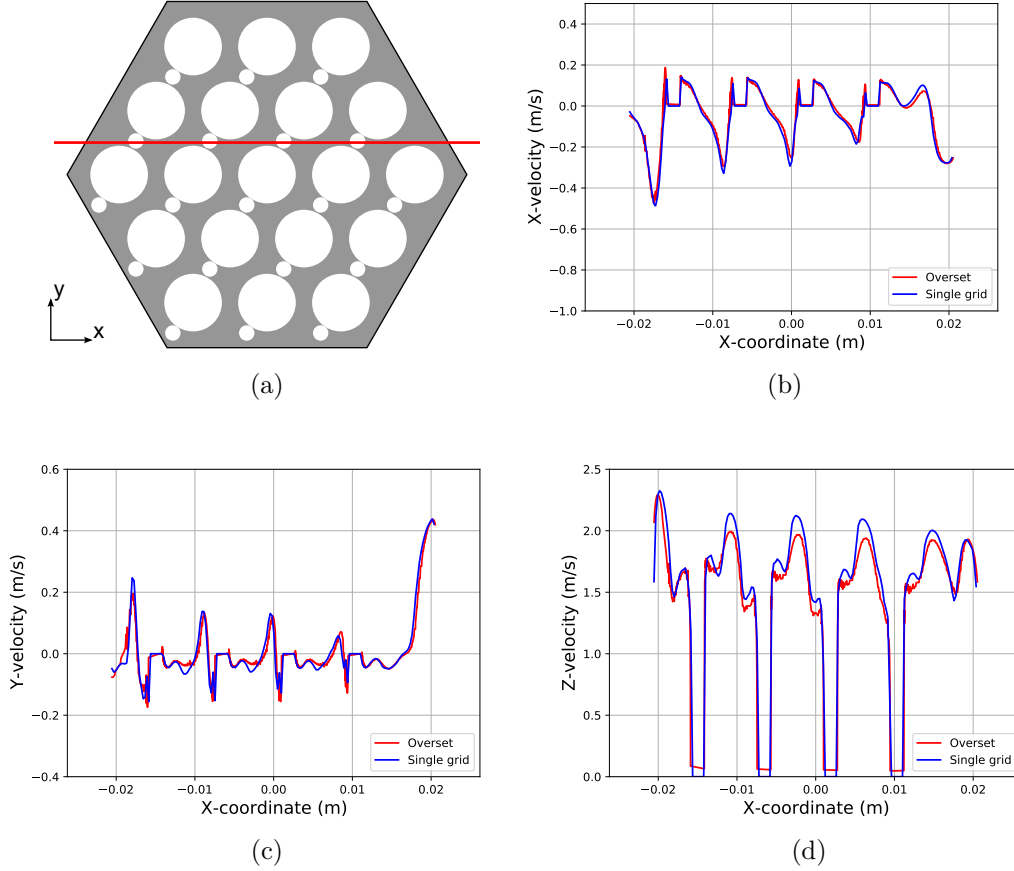 y
x
(a)
0.4
0.2
0.0
−0.2
−0.4
−0.6
−0.8
−1.0
X-velocity (m/s)
Overset
Single grid
−0.02 −0.01 0.00 0.01 0.02
X-coordinate (m)
(b)
0.6
0.4
0.2
0.0
−0.2
−0.4
Y-velocity (m/s)
Overset
Single grid
−0.02 −0.01 0.00 0.01 0.02
X-coordinate (m)
(c)
2.5
2.0
1.5
1.0
0.5
0.0
Z-velocity (m/s)
Overset
Single grid
−0.02 −0.01 0.00 0.01 0.02
X-coordinate (m)
(d)